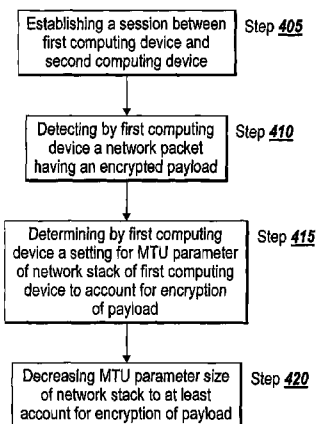 Establishing a session between
first computing device and
second computing device
Step 405
Detecting by first computing
device a network packet
having an encrypted payload
Step 410
Determining by first computing
device a setting for MTU parameter
of network stack of first computing
device to account for encryption
of payload
Step 415
Decreasing MTU parameter size
of network stack to at least
account for encryption of payload
Step 420